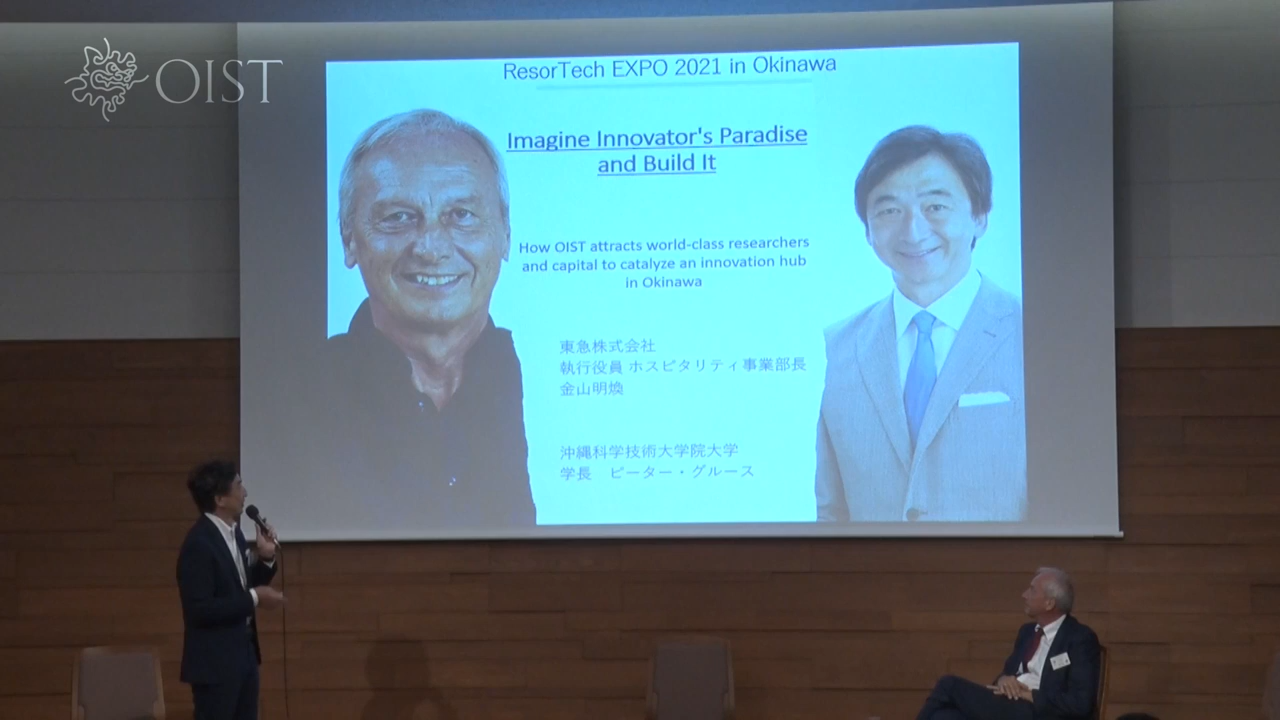 OIST
ResorTech EXPO 2021 in Okinawa
Imagine Innovator's Paradise
and Build It
How OIST attracts world-class researchers
and capital to catalyze an innovation hub
in Okinawa
東急株式会社
執行役員 ホスピタリティ事業部長
金山明煥
沖縄科学技術大学院大学
学長 ピーター・グルース